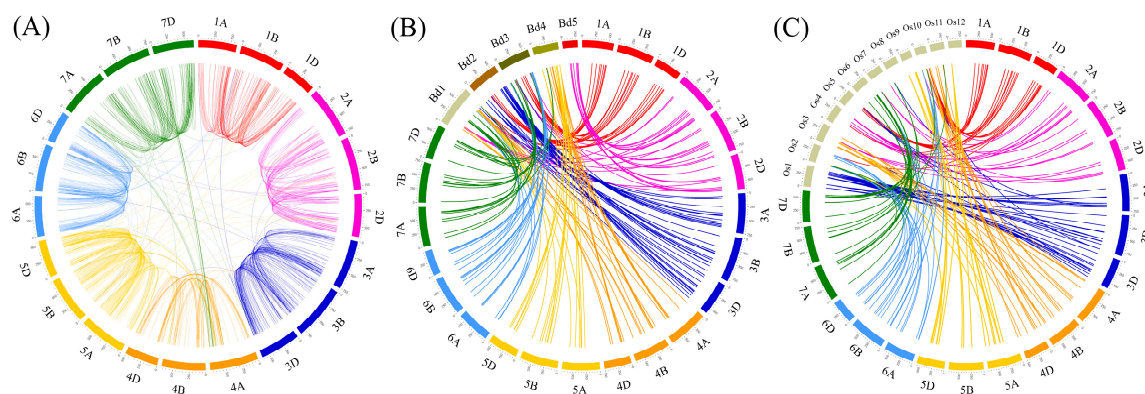 (A)
1A
1B
1D
2A
2B
2D
3A
3B
3D
4A
4B
4D
5A
5B
5D
6A
6B
6D
7A
7B
7D
(B)
Bd1
Bd2
Bd3
Bd4
Bd5
1A
1B
1D
2A
2B
2D
3A
3B
3D
4A
4B
4D
5A
5B
5D
6A
6B
6D
7A
7B
7D
(C)
Os1
Os2
Os3
Os4
Os5
Os6
Os7
Os8
Os9
Os10
Os11
Os12
1A
1B
1D
2A
2B
2D
3D
4A
4B
4D
5A
5B
5D
6A
6B
6D
7A
7B
7D